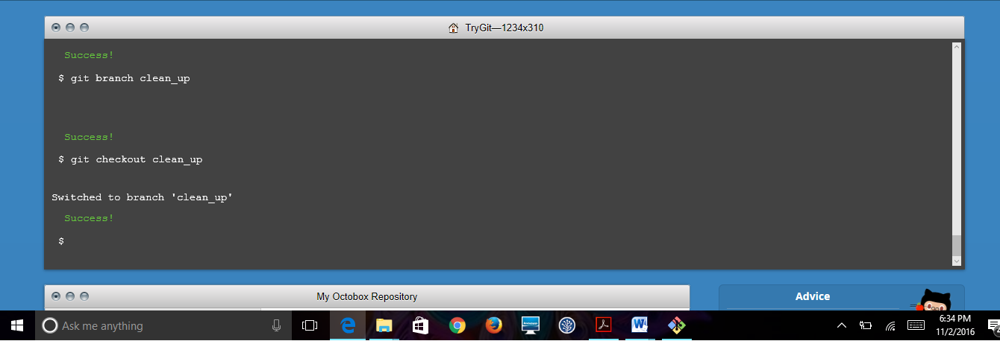 TryGit—1234x310
Success!
$ git branch clean_up
Success!
$ git checkout clean_up
Switched to branch 'clean_up'
Success!
$
My Octobox Repository
Advice
Ask me anything
6:34 PM
11/2/2016